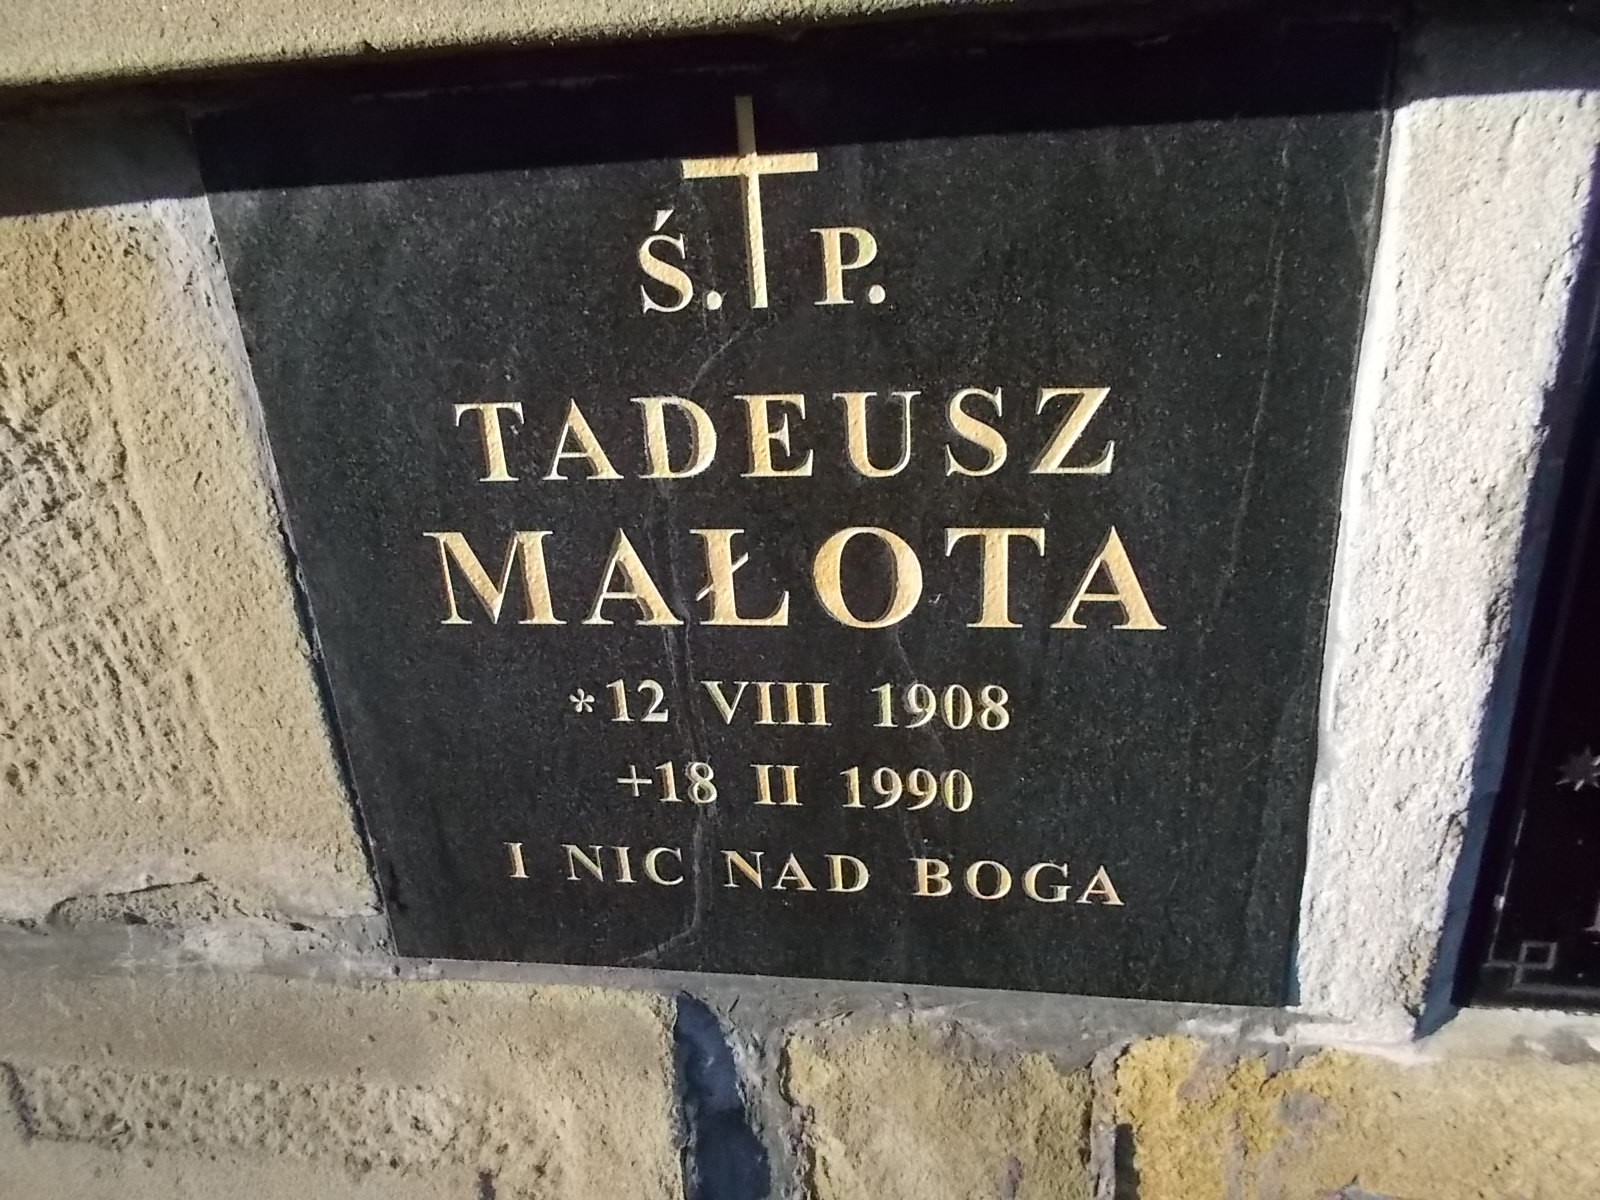 Ś. P.
TADEUSZ
MAŁOTA
*12 VIII 1908
+18 II 1990
I NIC NAD BOGA